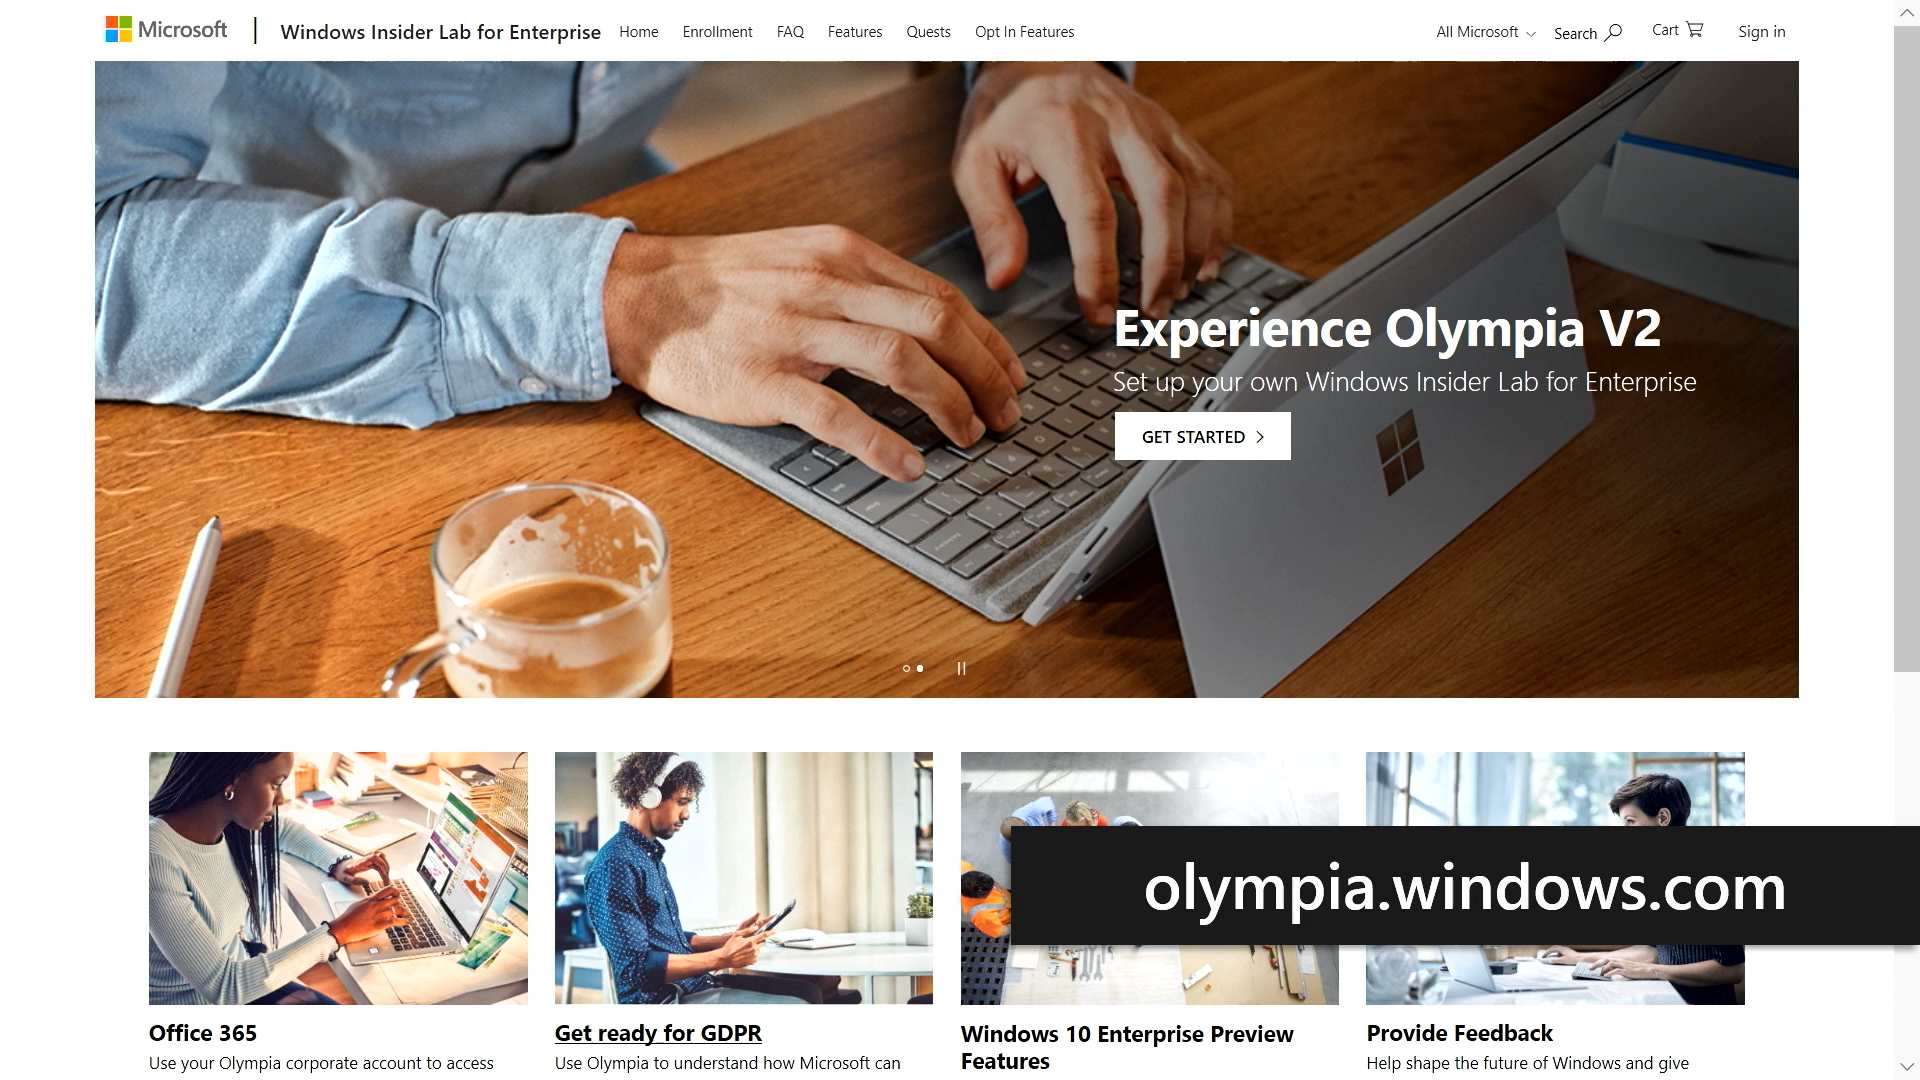 Microsoft
Windows Insider Lab for Enterprise
Home
Enrollment
FAQ
Features
Quests
Opt In Features
All Microsoft
Search
Cart
Sign in
Experience Olympia V2
Set up your own Windows Insider Lab for Enterprise
GET STARTED
olympia.windows.com
Office 365
Use your Olympia corporate account to access
Get ready for GDPR
Use Olympia to understand how Microsoft can
Windows 10 Enterprise Preview
Features
Provide Feedback
Help shape the future of Windows and give